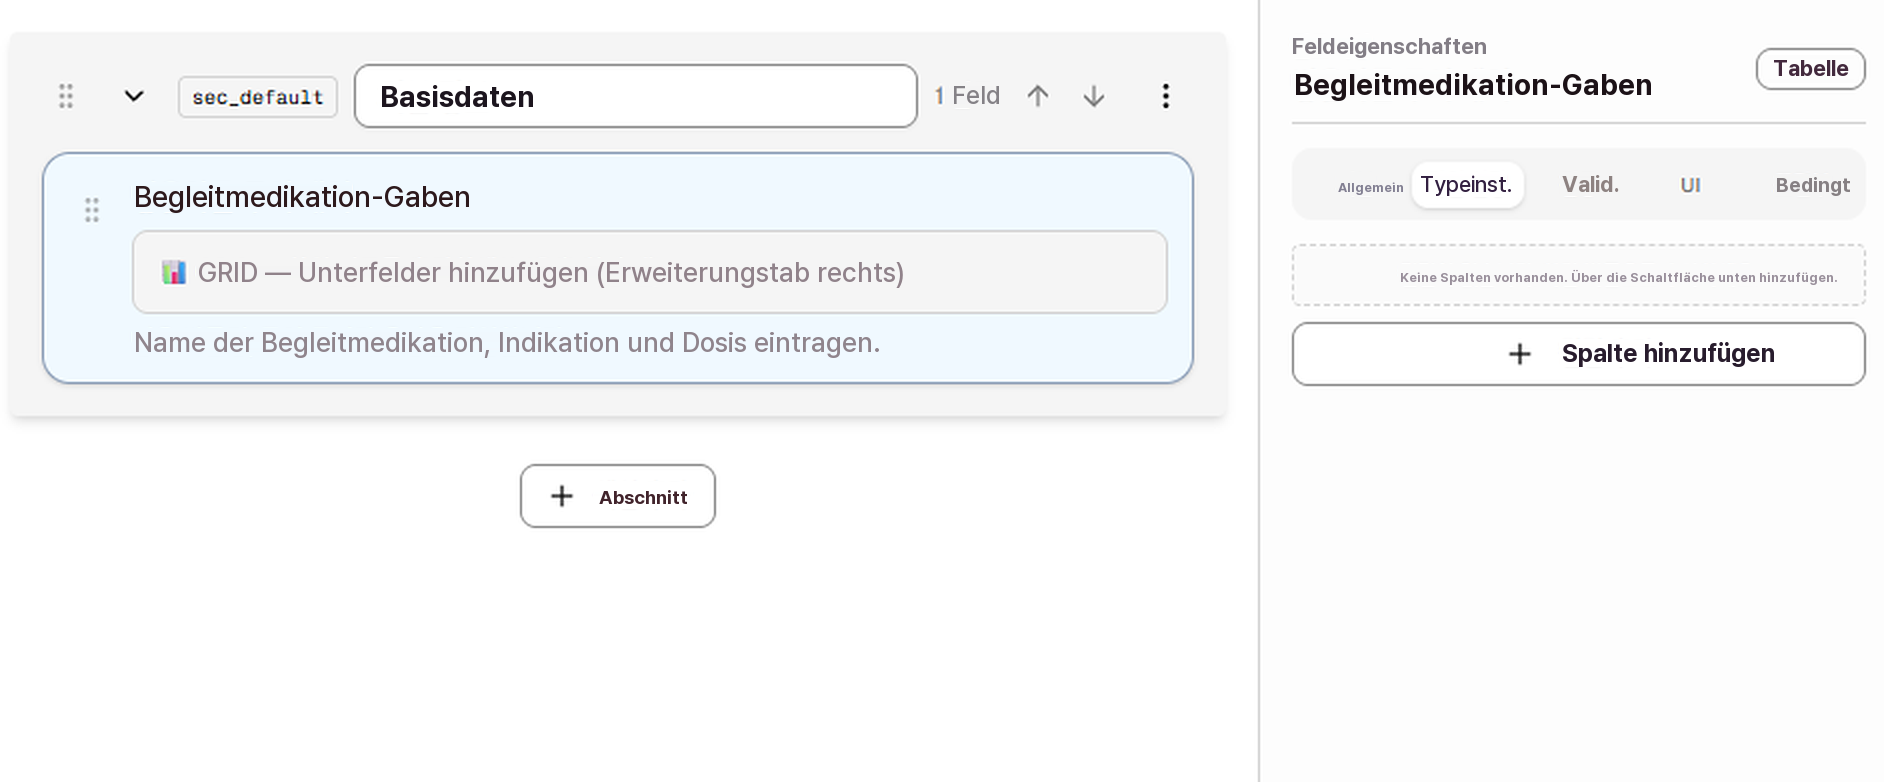 sec_default
Basisdaten
1 Feld
Begleitmedikation-Gaben
GRID — Unterfelder hinzufügen (Erweiterungstab rechts)
Name der Begleitmedikation, Indikation und Dosis eintragen.
Abschnitt
Feldeigenschaften
Begleitmedikation-Gaben
Tabelle
Allgemein Typeinst. Valid. UI Bedingt
Keine Spalten vorhanden. Über die Schaltfläche unten hinzufügen.
Spalte hinzufügen